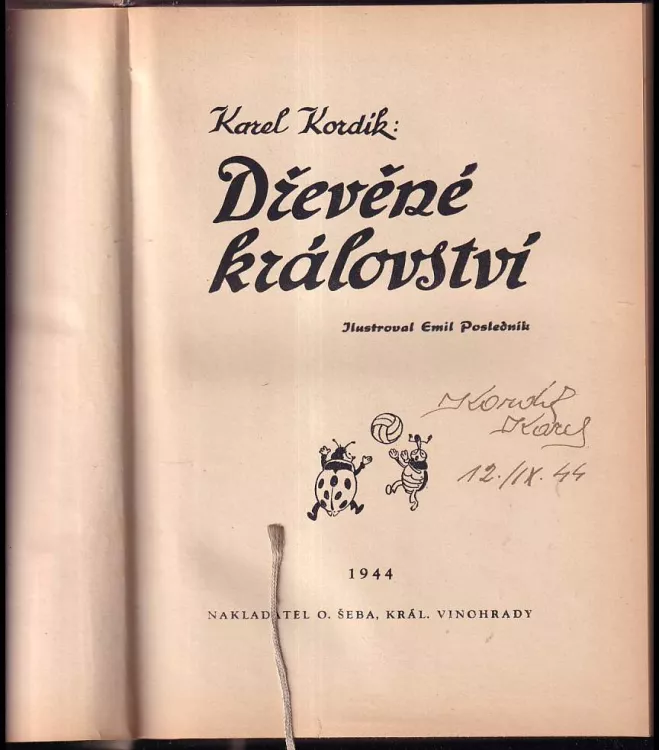 Karel Kordík:
Dřevěné
království
Ilustroval Emil Posledník
Kordík
Karel
12./IX. 44
1944
NAKLADATEL O. ŠEBA, KRÁL. VINOHRADY